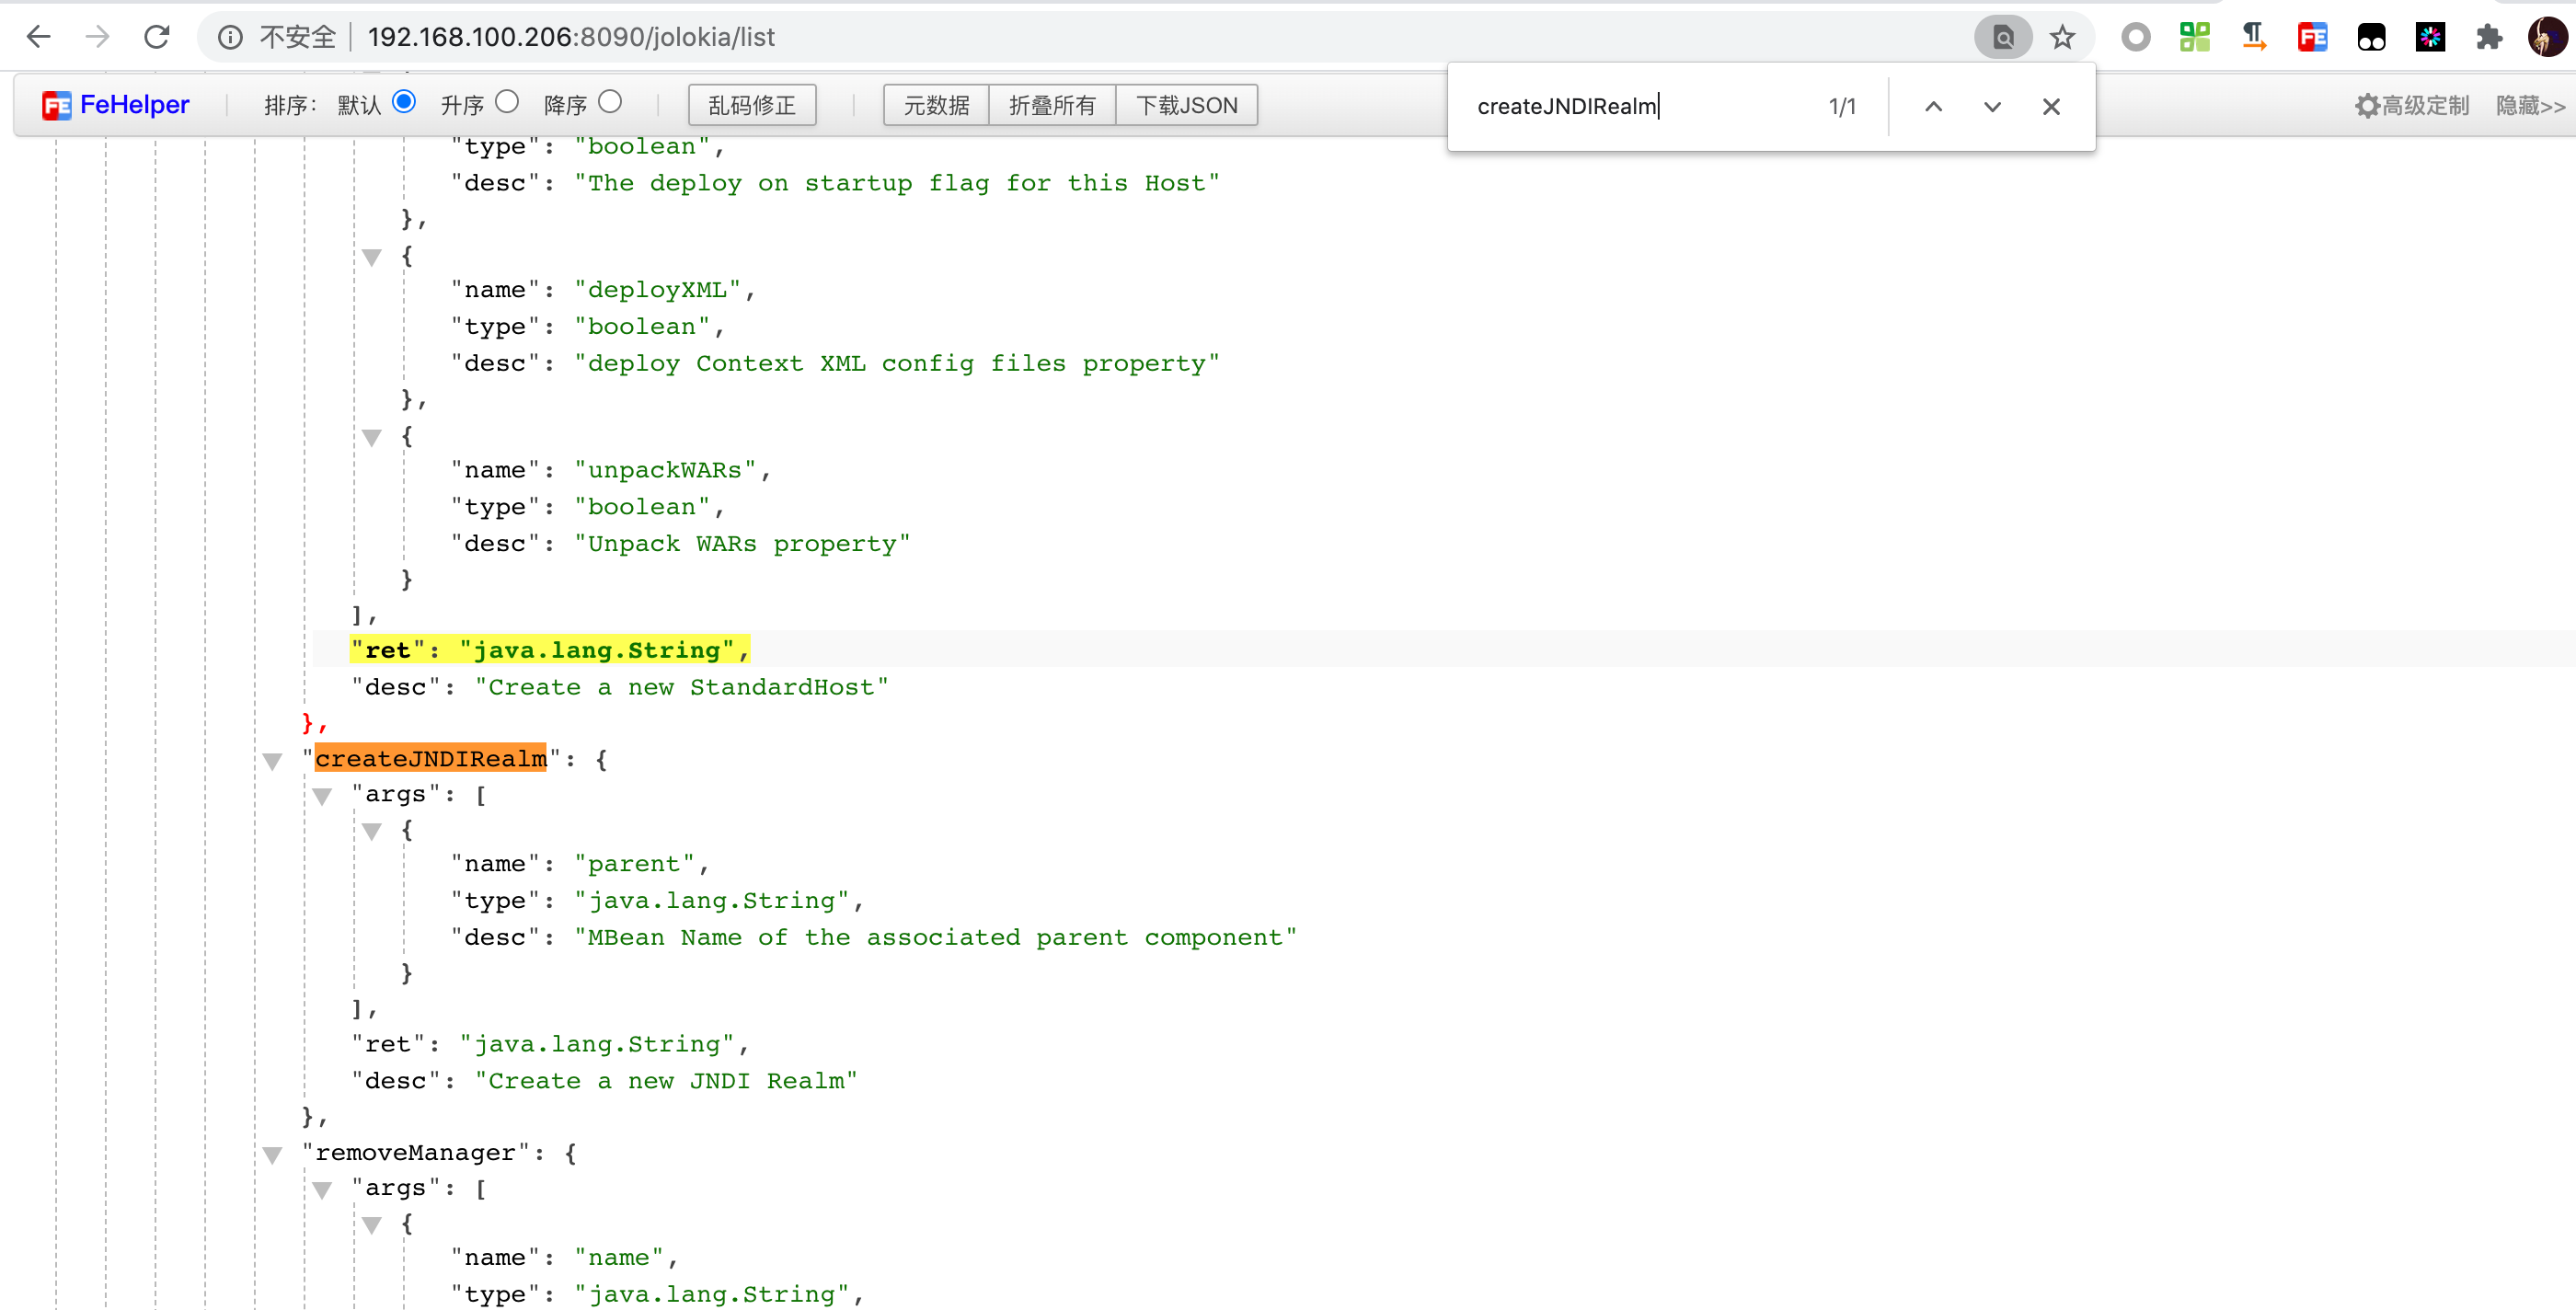 不安全 192.168.100.206:8090/jolokia/list
createJNDIRealm 1/1
FeHelper 排序： 默认 升序 降序 乱码修正 元数据 折叠所有 下载JSON 高级定制 隐藏>>
"type": "boolean",
"desc": "The deploy on startup flag for this Host"
},
{
"name": "deployXML",
"type": "boolean",
"desc": "deploy Context XML config files property"
},
{
"name": "unpackWARs",
"type": "boolean",
"desc": "Unpack WARs property"
}
],
"ret": "java.lang.String",
"desc": "Create a new StandardHost"
},
"createJNDIRealm": {
"args": [
{
"name": "parent",
"type": "java.lang.String",
"desc": "MBean Name of the associated parent component"
}
],
"ret": "java.lang.String",
"desc": "Create a new JNDI Realm"
},
"removeManager": {
"args": [
{
"name": "name",
"type": "java.lang.String",